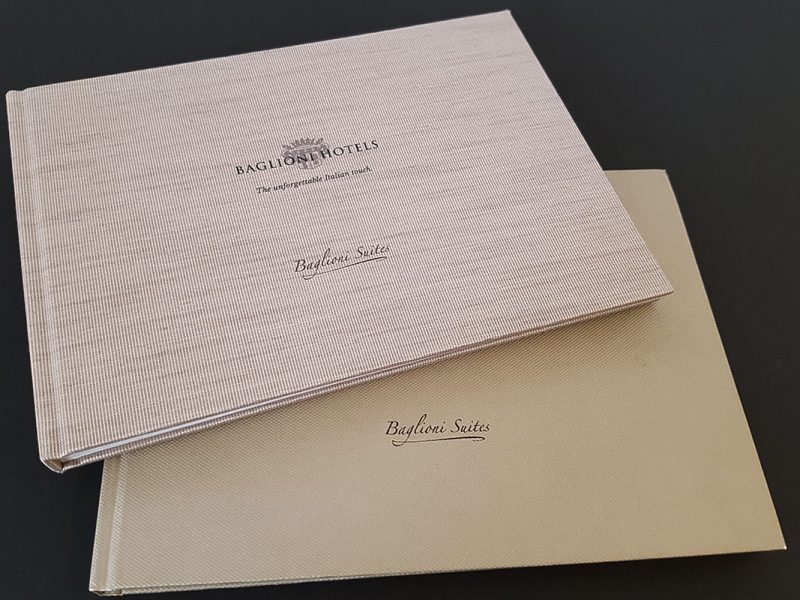 BAGLIONI HOTELS
The unforgettable Italian touch.
Baglioni Suites
Baglioni Suites